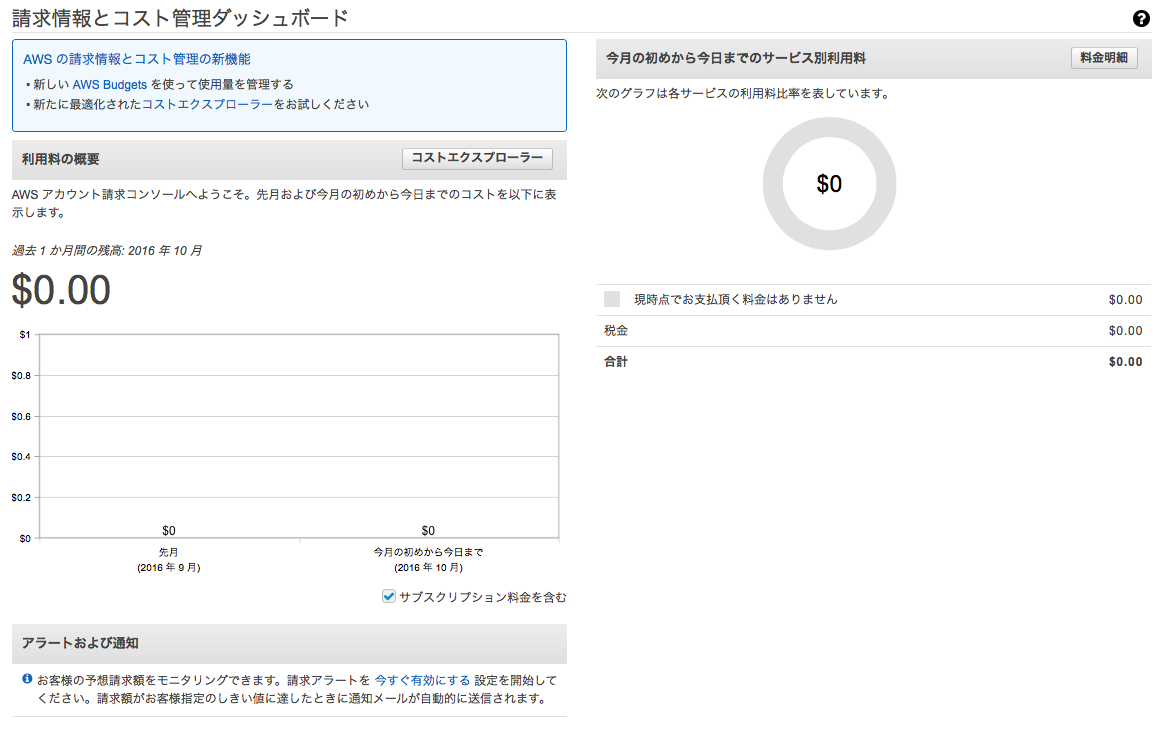 請求情報とコスト管理ダッシュボード
?
AWS の請求情報とコスト管理の新機能
• 新しい AWS Budgets を使って使用量を管理する
• 新たに最適化されたコストエクスプローラーをお試しください
利用料の概要
コストエクスプローラー
AWS アカウント請求コンソールへようこそ。先月および今月の初めから今日までのコストを以下に表
示します。
過去 1 か月間の残高: 2016 年 10 月
$0.00
$1
$0.8
$0.6
$0.4
$0.2
$0
$0
$0
先月
(2016 年 9 月)
今月の初めから今日まで
(2016 年 10 月)
サブスクリプション料金を含む
アラートおよび通知
お客様の予想請求額をモニタリングできます。請求アラートを 今すぐ有効にする 設定を開始して
ください。請求額がお客様指定のしきい値に達したときに通知メールが自動的に送信されます。
今月の初めから今日までのサービス別利用料
料金明細
次のグラフは各サービスの利用料比率を表しています。
$0
現時点でお支払頂く料金はありません $0.00
税金 $0.00
合計 $0.00